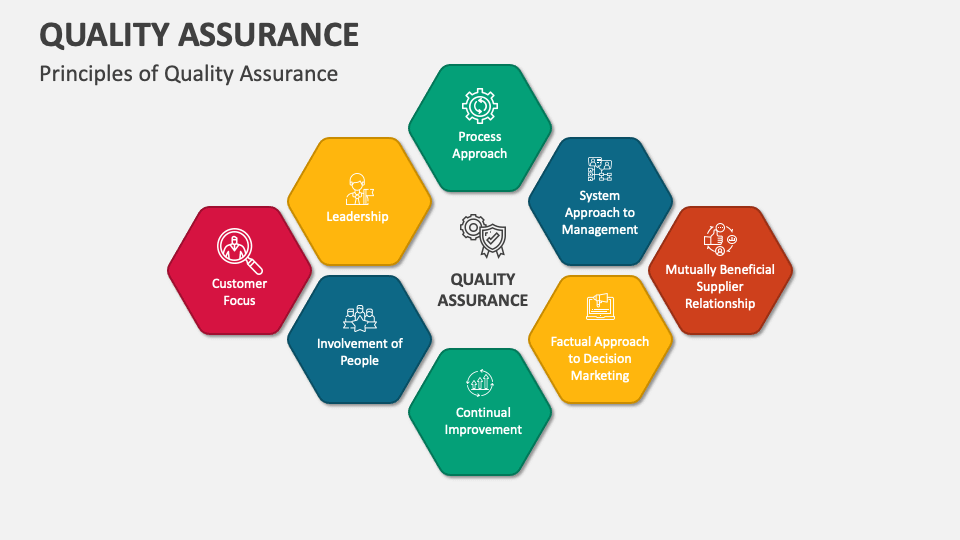 QUALITY ASSURANCE
Principles of Quality Assurance
Process
Approach
Leadership
System
Approach to
Management
Customer
Focus
QUALITY
ASSURANCE
Mutually Beneficial
Supplier
Relationship
Involvement of
People
Factual Approach
to Decision
Marketing
Continual
Improvement